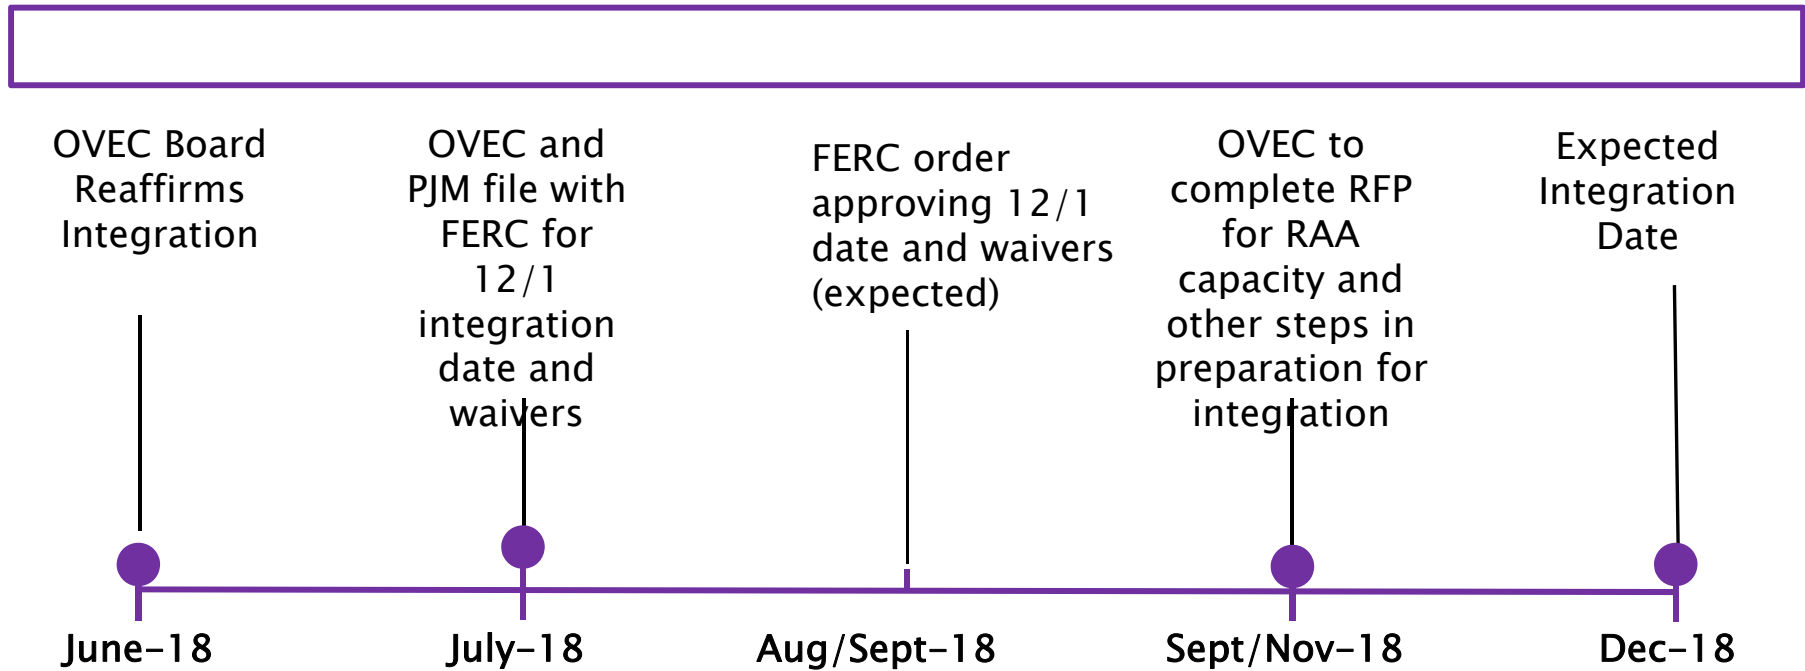 OVEC Board
Reaffirms
Integration
OVEC and
PJM file with
FERC for
12/1
integration
date and
waivers
FERC order
approving 12/1
date and waivers
(expected)
OVEC to
complete RFP
for RAA
capacity and
other steps in
preparation for
integration
Expected
Integration
Date
June-18
July-18
Aug/Sept-18
Sept/Nov-18
Dec-18